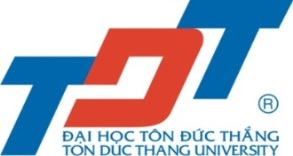 TDT
®
ĐẠI HỌC TÔN ĐỨC THẮNG
TON DUC THANG UNIVERSITY